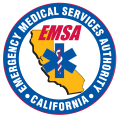 EMERGENCY MEDICAL SERVICES AUTHORITY
EMSA
• CALIFORNIA •